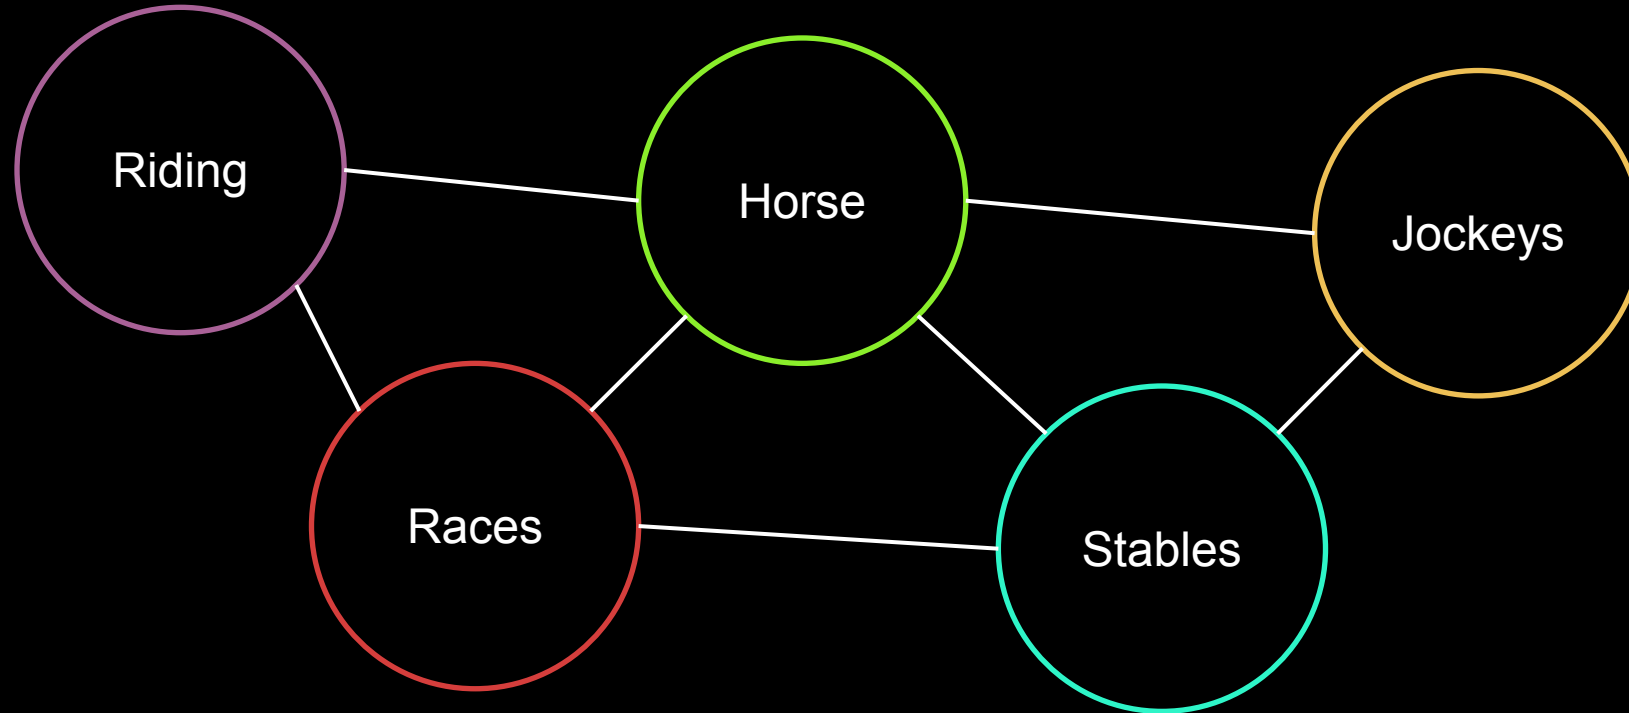 Riding
Horse
Jockeys
Races
Stables